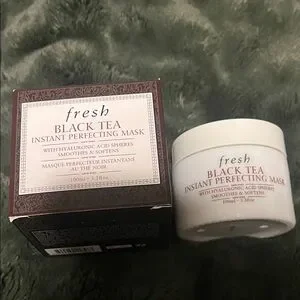 fresh
BLACK TEA
INSTANT PERFECTING MASK
WITH HYALURONIC ACID SPHERES
SMOOTHES & SOFTENS
MASQUE PERFECTEUR INSTANTANÉ
AU THÉ NOIR
fresh
BLACK TEA
INSTANT PERFECTING MASK
WITH HYALURONIC ACID SPHERES
SMOOTHES & SOFTENS